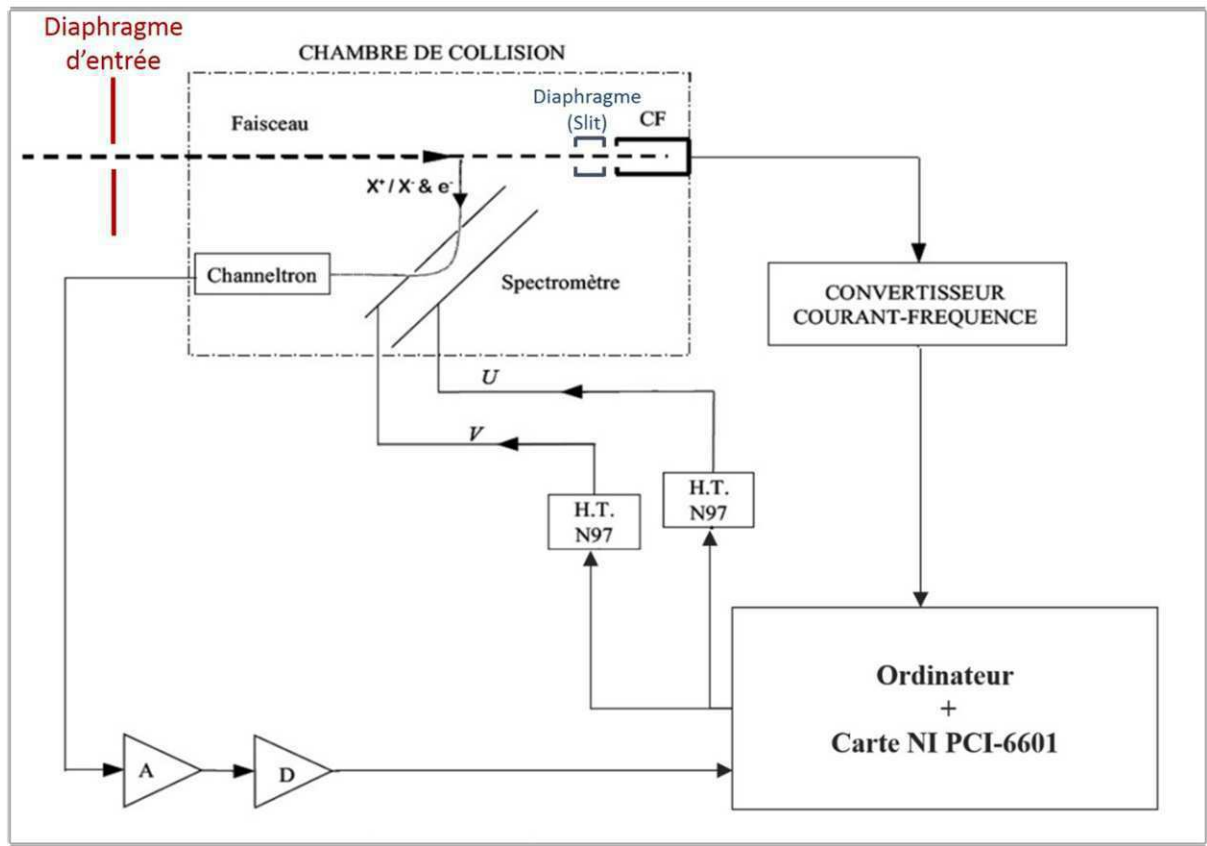 Diaphragme
d'entrée
CHAMBRE DE COLLISION
Faisceau
Diaphragme
(Slit)
CF
X⁺ / X⁻ & e⁻
Channeltron
Spectromètre
CONVERTISSEUR
COURANT-FREQUENCE
U
V
H.T.
N97
H.T.
N97
Ordinateur
+
Carte NI PCI-6601
A
D